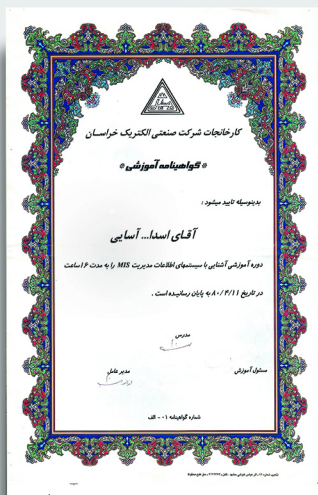 کارخانجات شرکت صنعتی الکتریک خراسان
* گواهینامه آموزشی *
بدینوسیله تایید میشود :
آقای اسدا... آسایی
دوره آموزشی آشنایی با سیستمهای اطلاعات مدیریت MIS را به مدت ۱۶ ساعت
در تاریخ ۸۰/۴/۱۱ به پایان رسانیده است .
مدرس
مسئول آموزش
مدیر عامل
شماره گواهینامه ۰۱ - الف